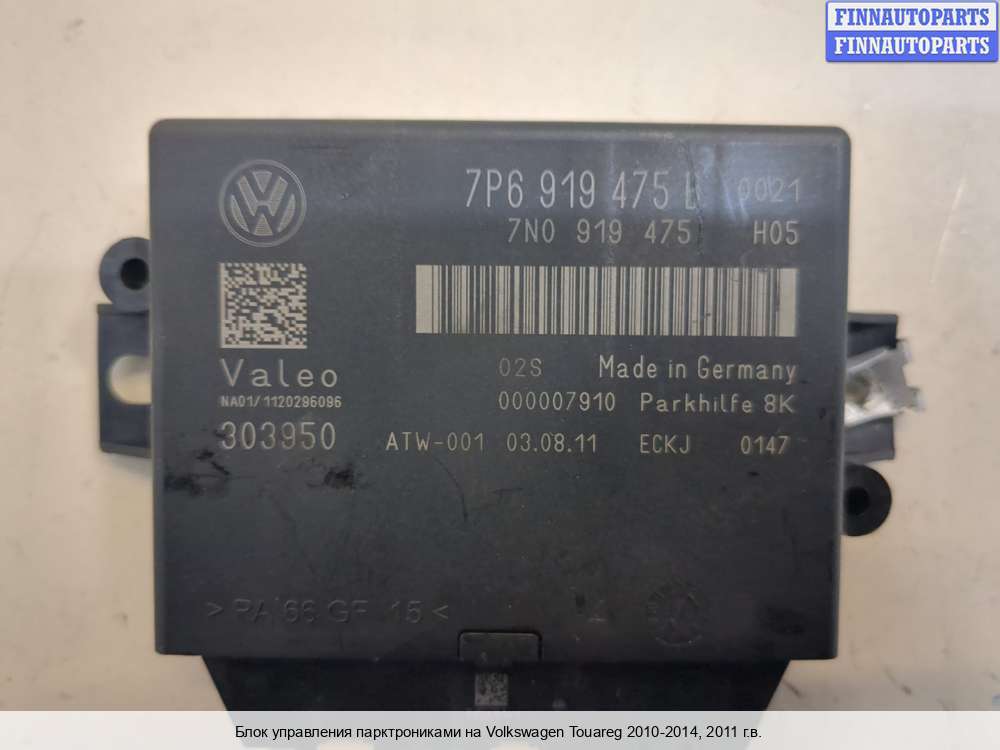 FINNAUTOPARTS
FINNAUTOPARTS
7P6 919 475 0021
7N0 919 475 H05
Valeo
NA01/1120296096
303950
02S Made in Germany
000007910 Parkhilfe 8K
ATW-001 03.08.11 ECKJ 0147
>PA 66 GF 15<
Блок управления парктрониками на Volkswagen Touareg 2010-2014, 2011 г.в.